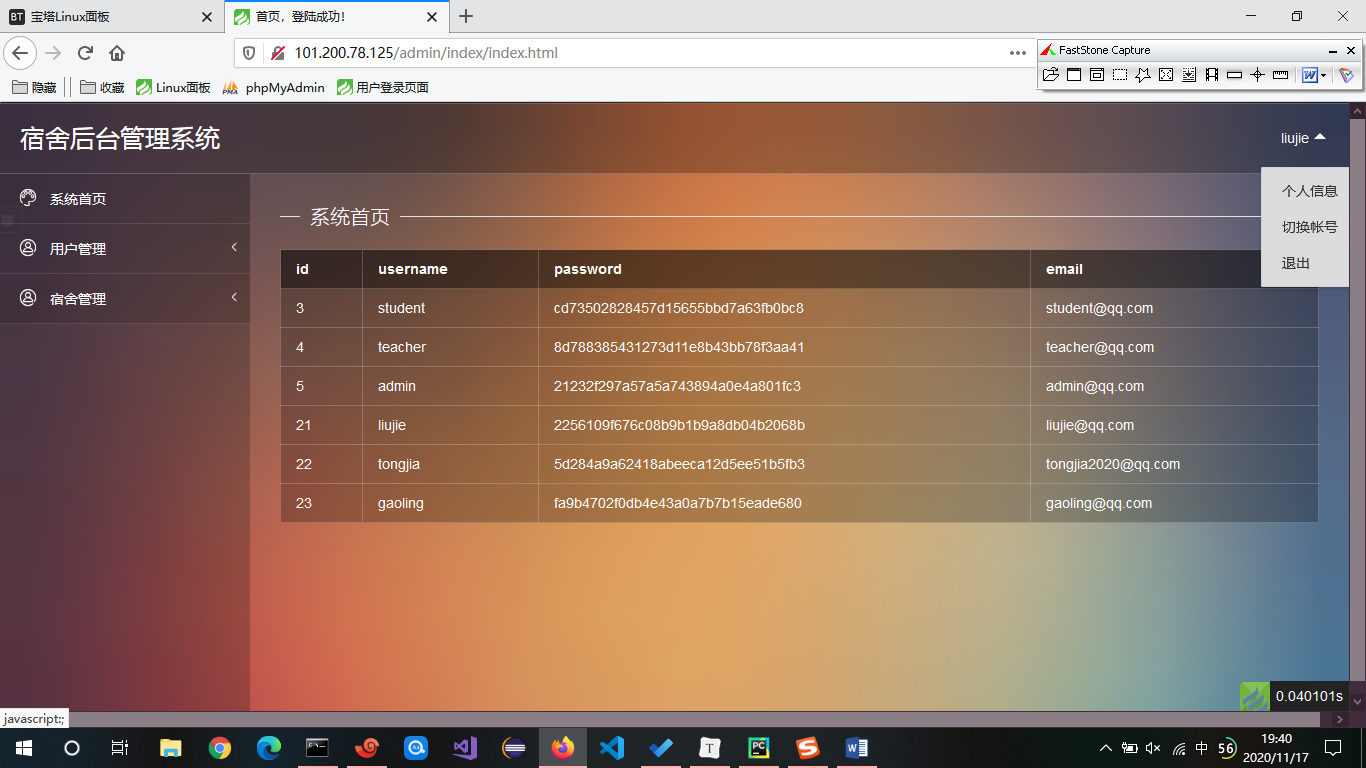 宝塔Linux面板
首页，登陆成功！
101.200.78.125/admin/index/index.html
FastStone Capture
隐藏
收藏
Linux面板
phpMyAdmin
用户登录页面
宿舍后台管理系统
liujie
个人信息
切换帐号
退出
系统首页
用户管理
宿舍管理
系统首页
id username password email
3 student cd73502828457d15655bbd7a63fb0bc8 student@qq.com
4 teacher 8d788385431273d11e8b43bb78f3aa41 teacher@qq.com
5 admin 21232f297a57a5a743894a0e4a801fc3 admin@qq.com
21 liujie 2256109f676c08b9b1b9a8db04b2068b liujie@qq.com
22 tongjia 5d284a9a62418abeeca12d5ee51b5fb3 tongjia2020@qq.com
23 gaoling fa9b4702f0db4e43a0a7b7b15eade680 gaoling@qq.com
0.040101s
javascript:;
中
56
19:40
2020/11/17